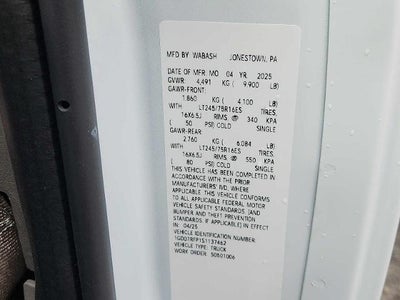 MFD BY WABASH JONESTOWN, PA
DATE OF MFR MO 04 YR 2025
GVWR: 4,491 KG ( 9,900 LB)
GAWR-FRONT:
1,860 KG ( 4,100 LB)
WITH LT245/75R16ES TIRES,
16X6.5J RIMS @ 340 KPA
( 50 PSI) COLD SINGLE
GAWR-REAR
2,760 KG ( 6,084 LB)
WITH LT245/75R16ES TIRES,
16X6.5J RIMS @ 550 KPA
( 80 PSI) COLD SINGLE
THIS VEHICLE HAS BEEN COMPLETED IN
ACCORDANCE WITH THE PRIOR
MANUFACTURERS' IVD, WHERE
APPLICABLE. THIS VEHICLE CONFORMS
TO ALL APPLICABLE FEDERAL MOTOR
VEHICLE SAFETY STANDARDS, [AND
BUMPER AND THEFT PREVENTION
STANDARDS, IF APPLICABLE] IN EFFECT
IN: 04/25
VEHICLE IDENTIFICATION NUMBER:
VEHICLE TYPE: TRUCK
WORK ORDER: 50801006